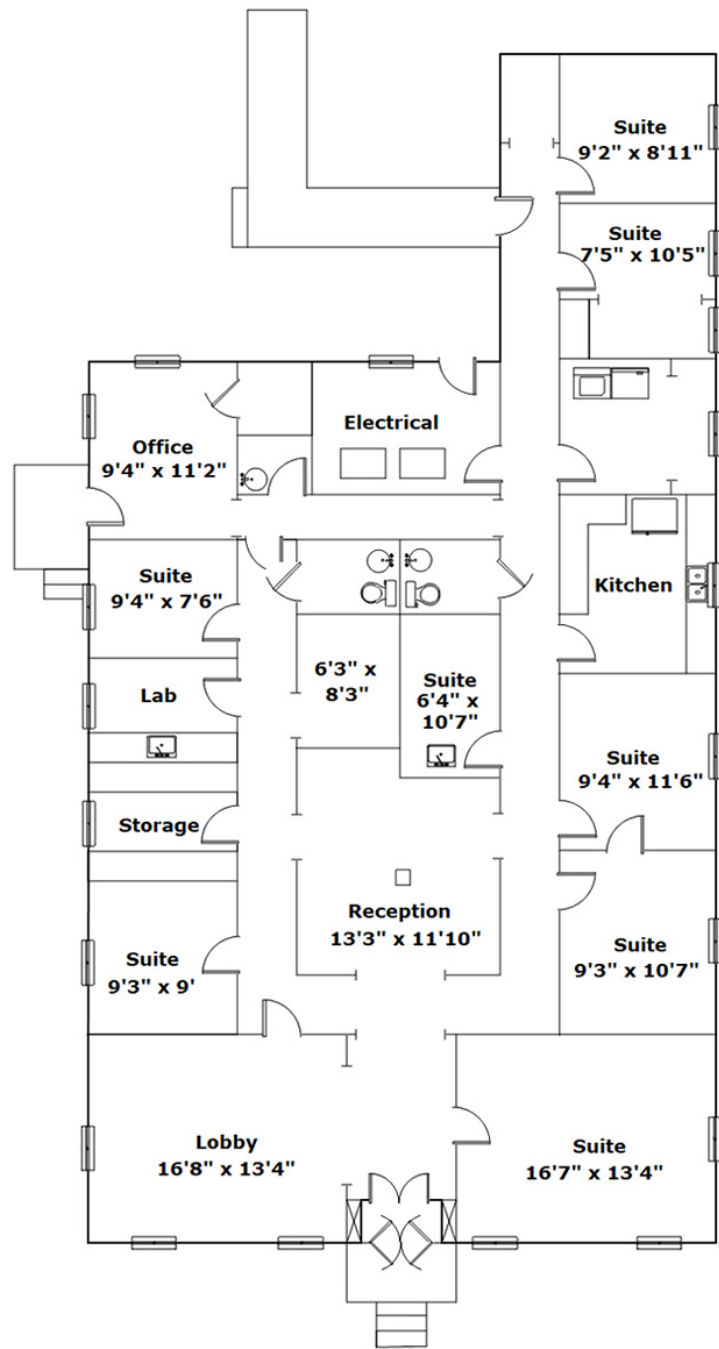 Suite
9'2" x 8'11"
Suite
7'5" x 10'5"
Electrical
Office
9'4" x 11'2"
Suite
9'4" x 7'6"
Kitchen
6'3" x
8'3"
Suite
6'4" x
10'7"
Lab
Suite
9'4" x 11'6"
Storage
Reception
13'3" x 11'10"
Suite
9'3" x 10'7"
Suite
9'3" x 9'
Lobby
16'8" x 13'4"
Suite
16'7" x 13'4"